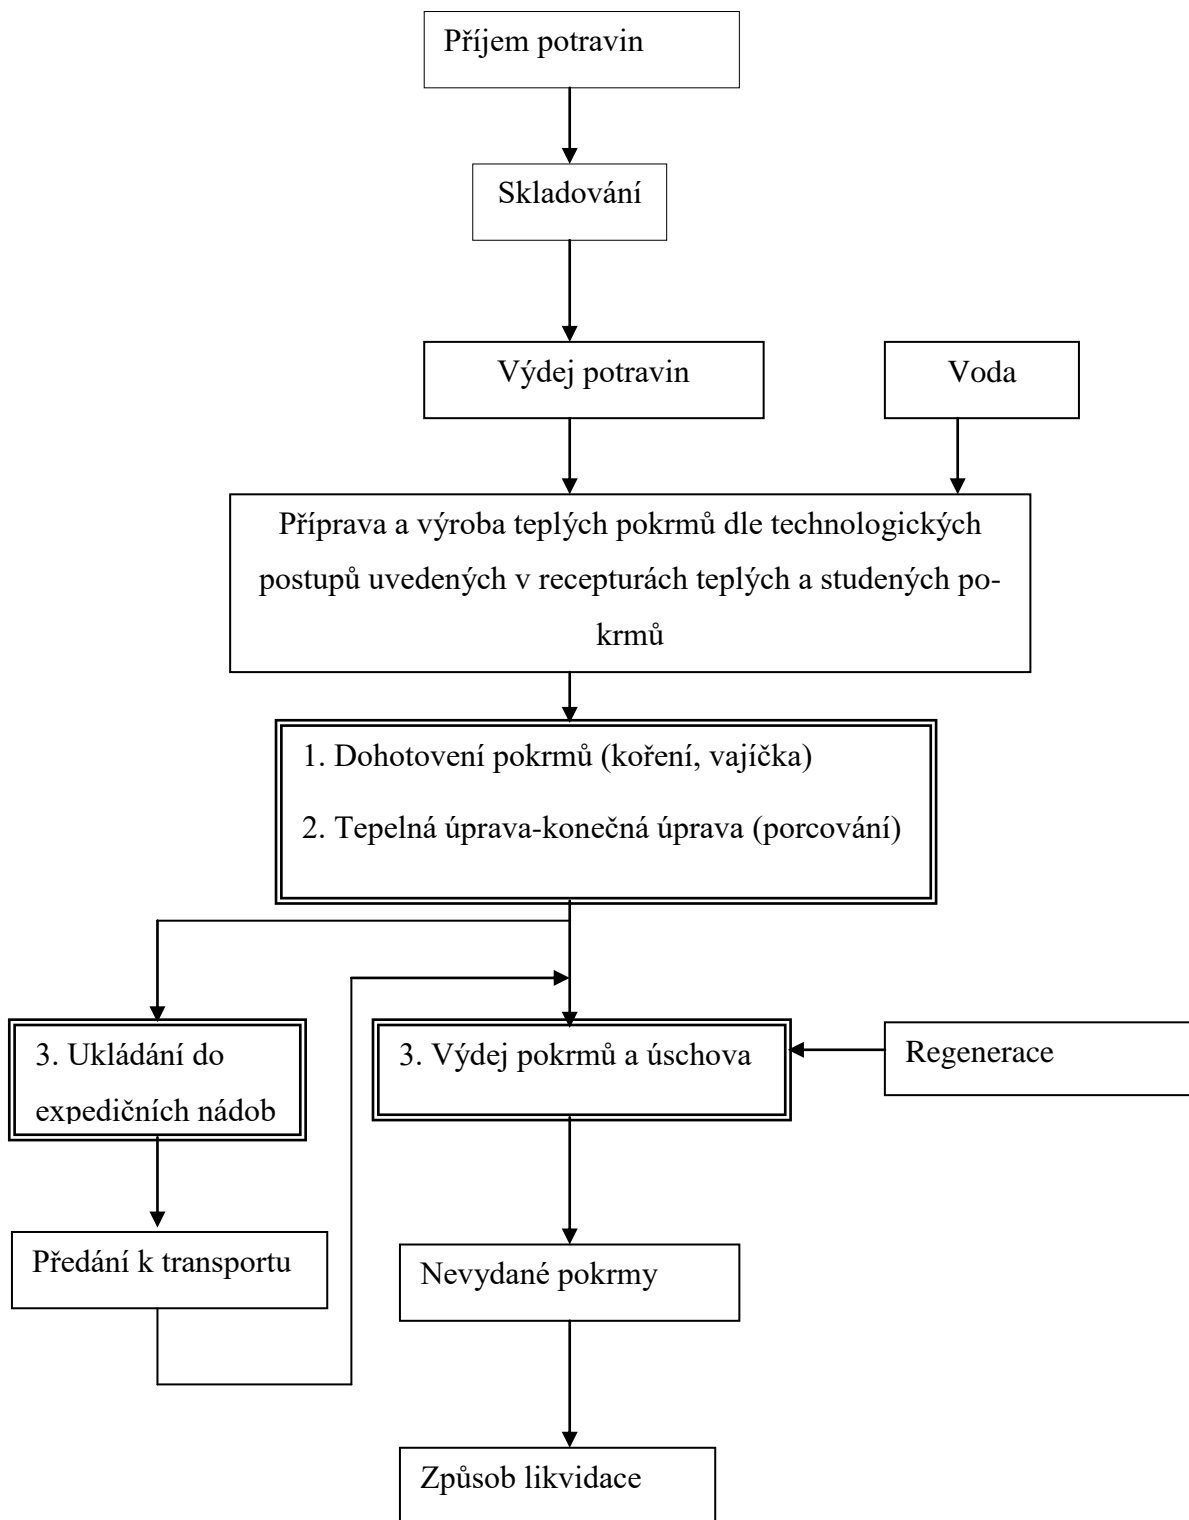 Příjem potravin
Skladování
Výdej potravin
Voda
Příprava a výroba teplých pokrmů dle technologických
postupů uvedených v recepturách teplých a studených po-
krmů
1. Dohotovení pokrmů (koření, vajíčka)
2. Tepelná úprava-konečná úprava (porcování)
3. Ukládání do
expedičních nádob
3. Výdej pokrmů a úschova
Regenerace
Předání k transportu
Nevydané pokrmy
Způsob likvidace